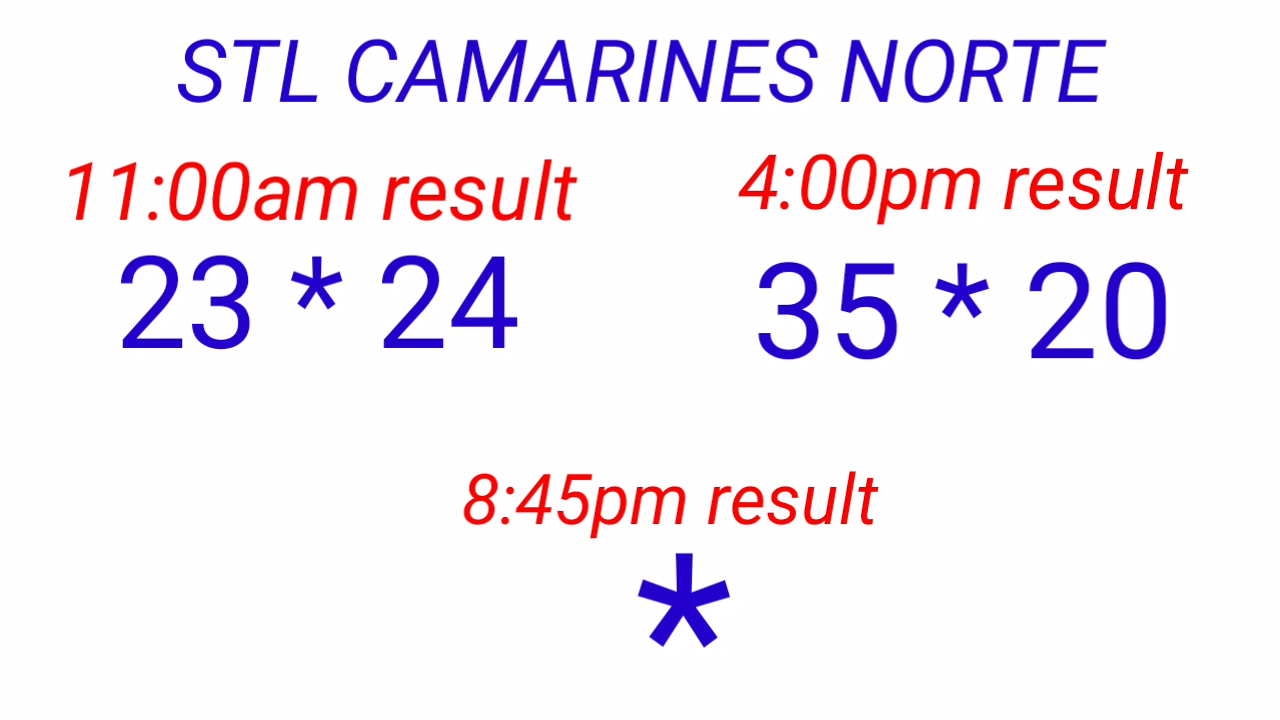 STL CAMARINES NORTE
11:00am result
23 * 24
4:00pm result
35 * 20
8:45pm result
*